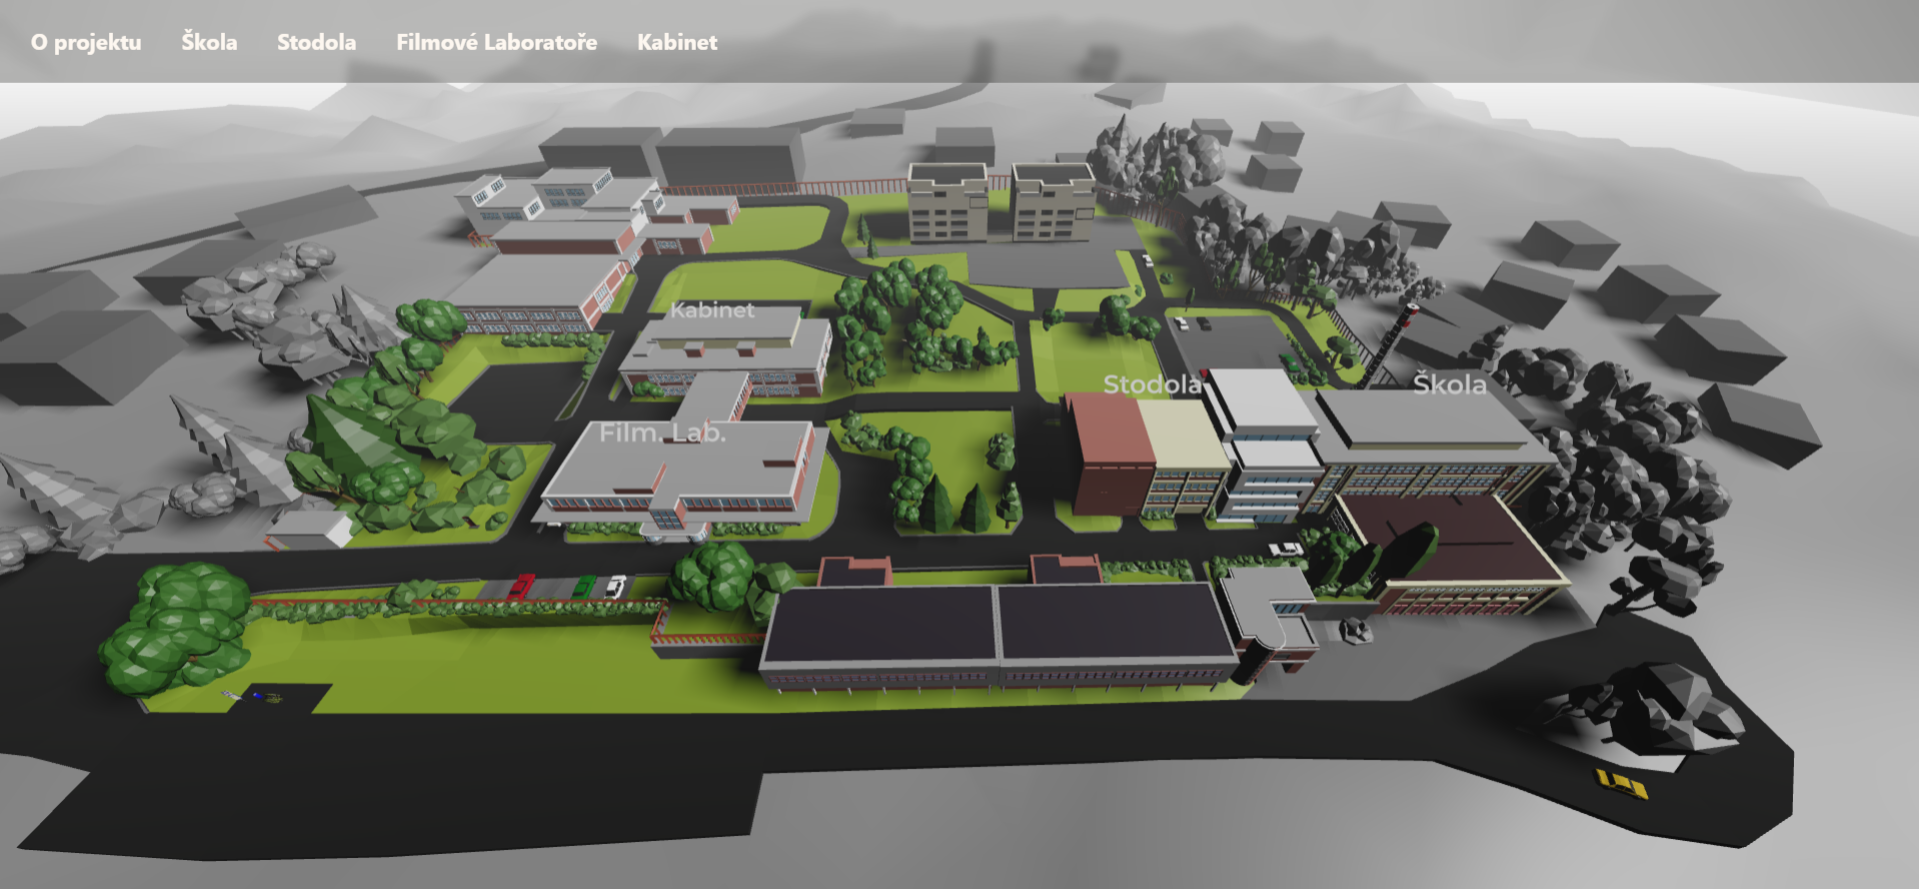 O projektu Škola Stodola Filmové Laboratoře Kabinet
Kabinet
Stodola
Škola
Film. Lab.